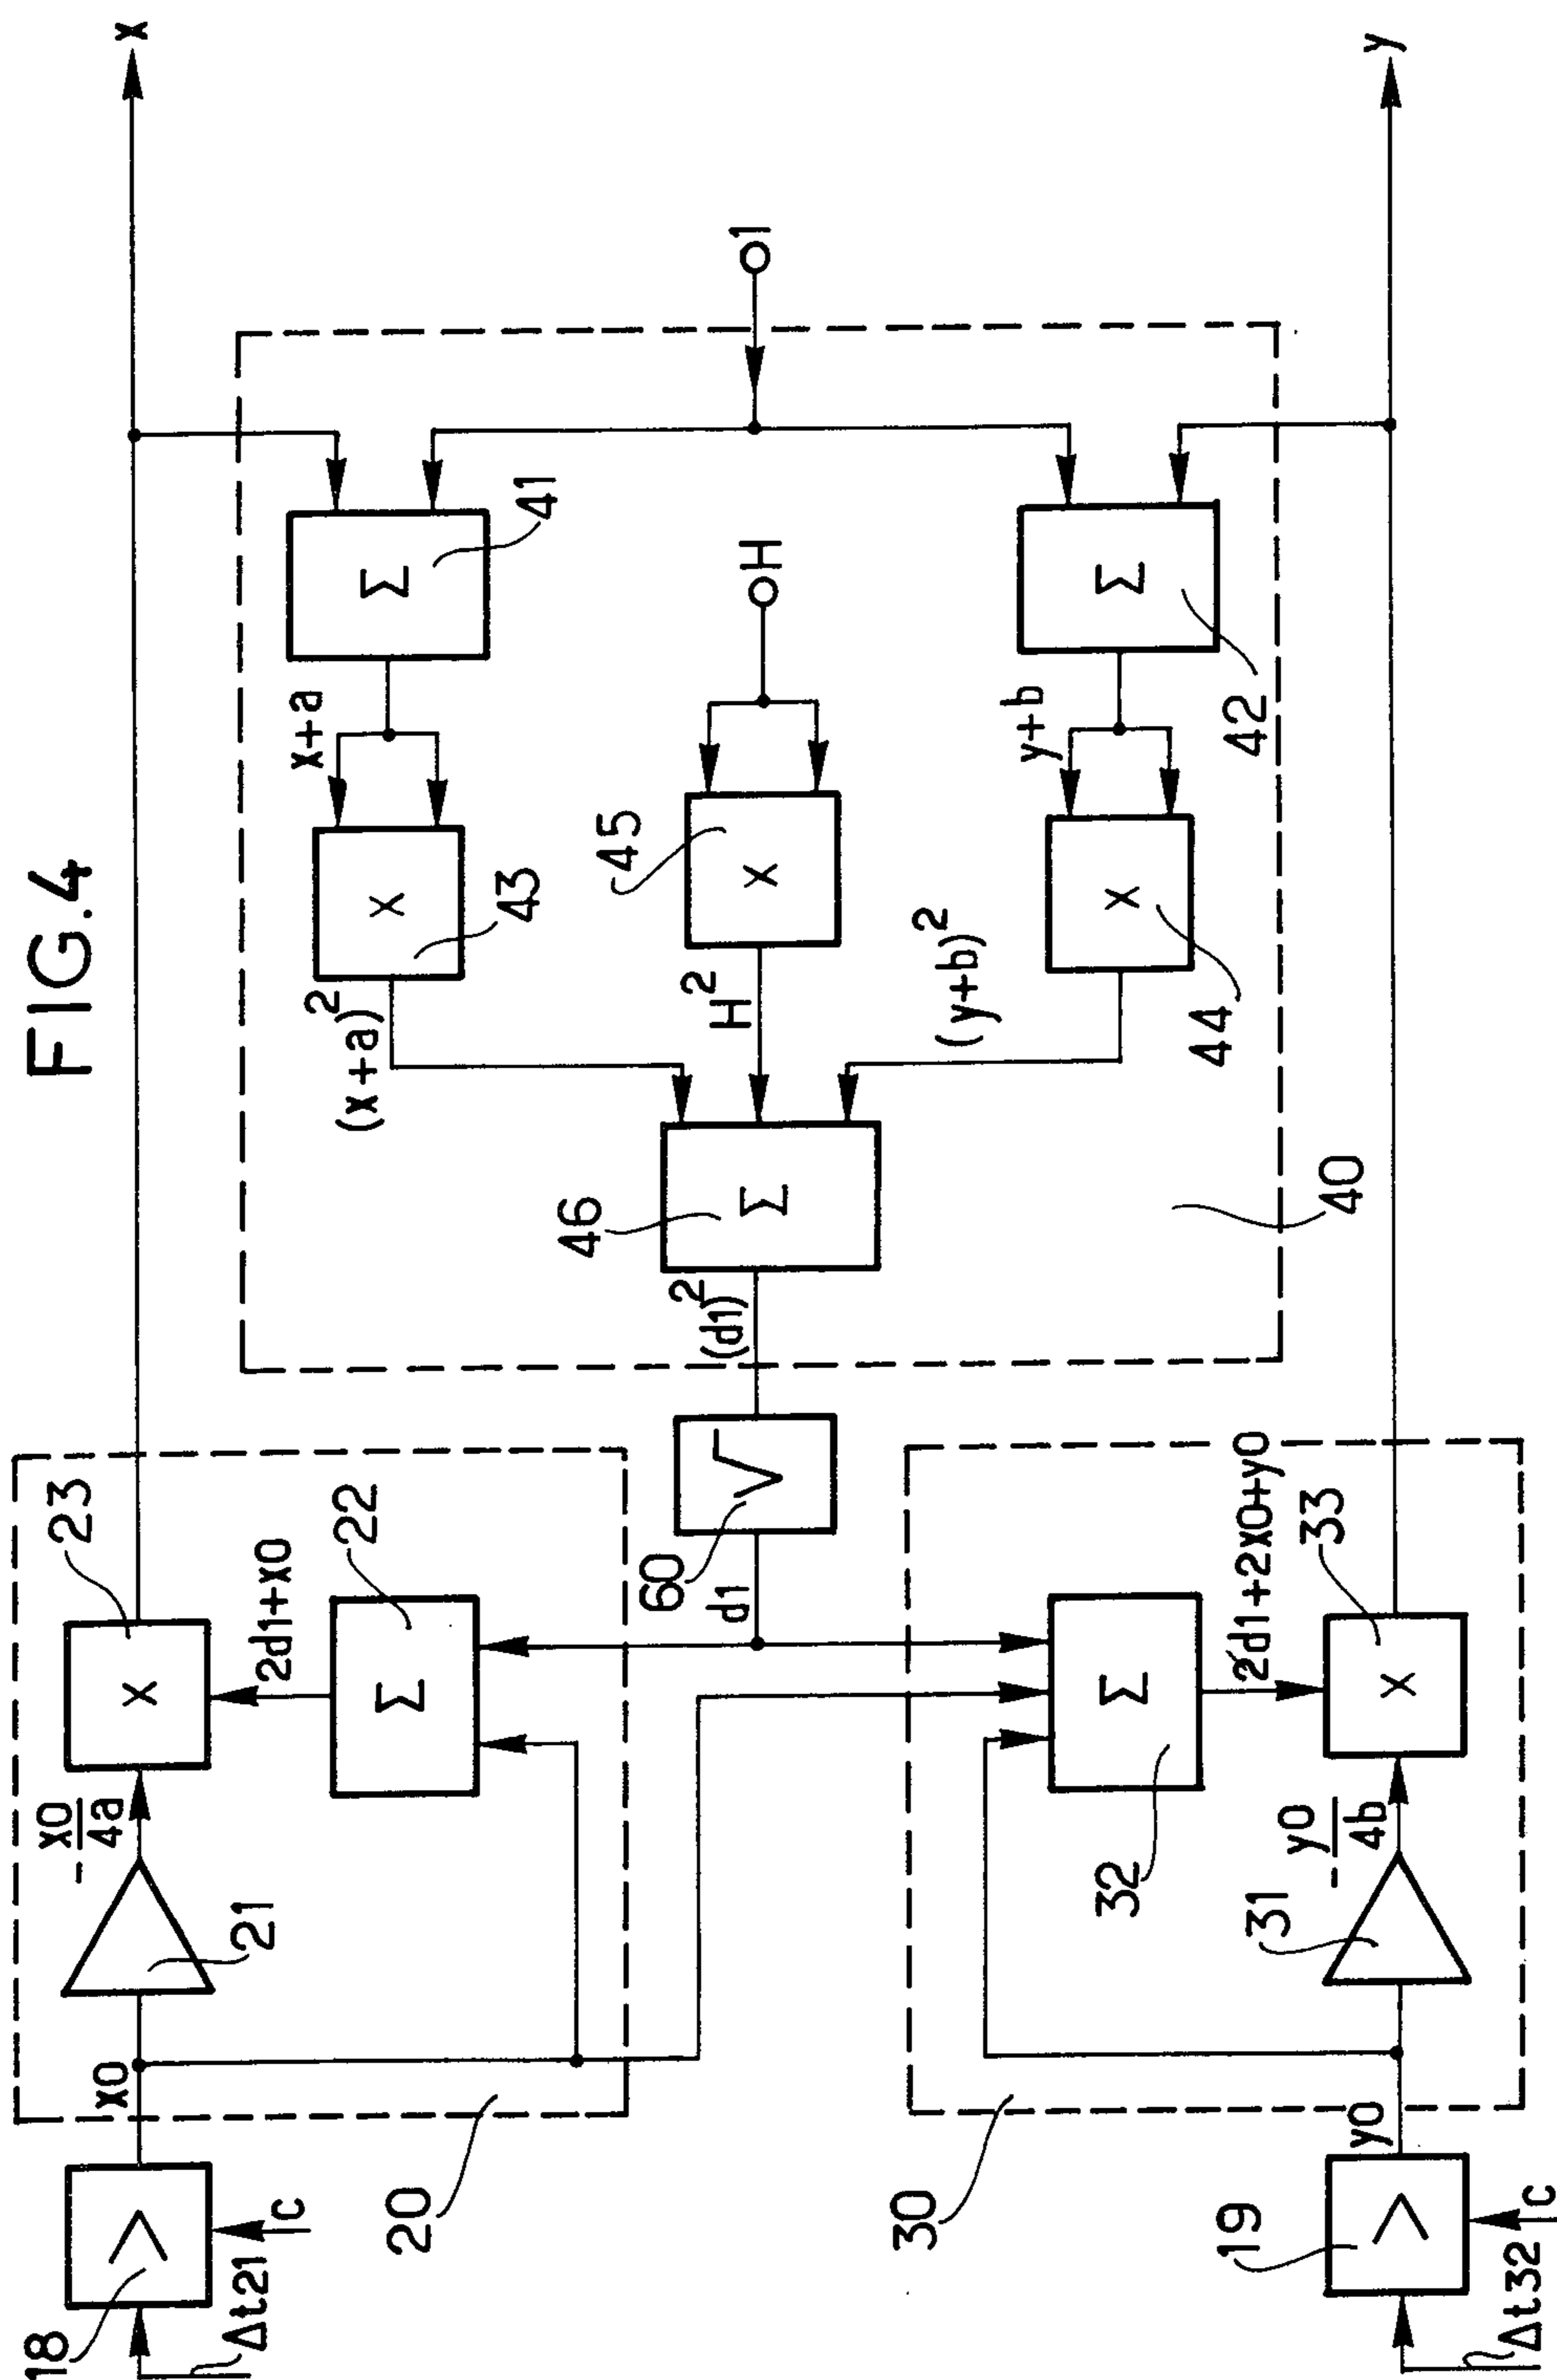 FIG.4
18
Δt21
c
x0
20
21
- x0
4a
23
2d1+x0
22
x
60
d1
(d1)²
46
(x+a)²
43
x+a
Σ
41
H²
45
H
1
(y+b)²
44
y+b
42
40
19
Δt32
c
y0
30
31
- y0
4b
32
2d1+2x0+y0
33
y
X
Σ
√
Σ
X
X
X
Σ
Σ
X